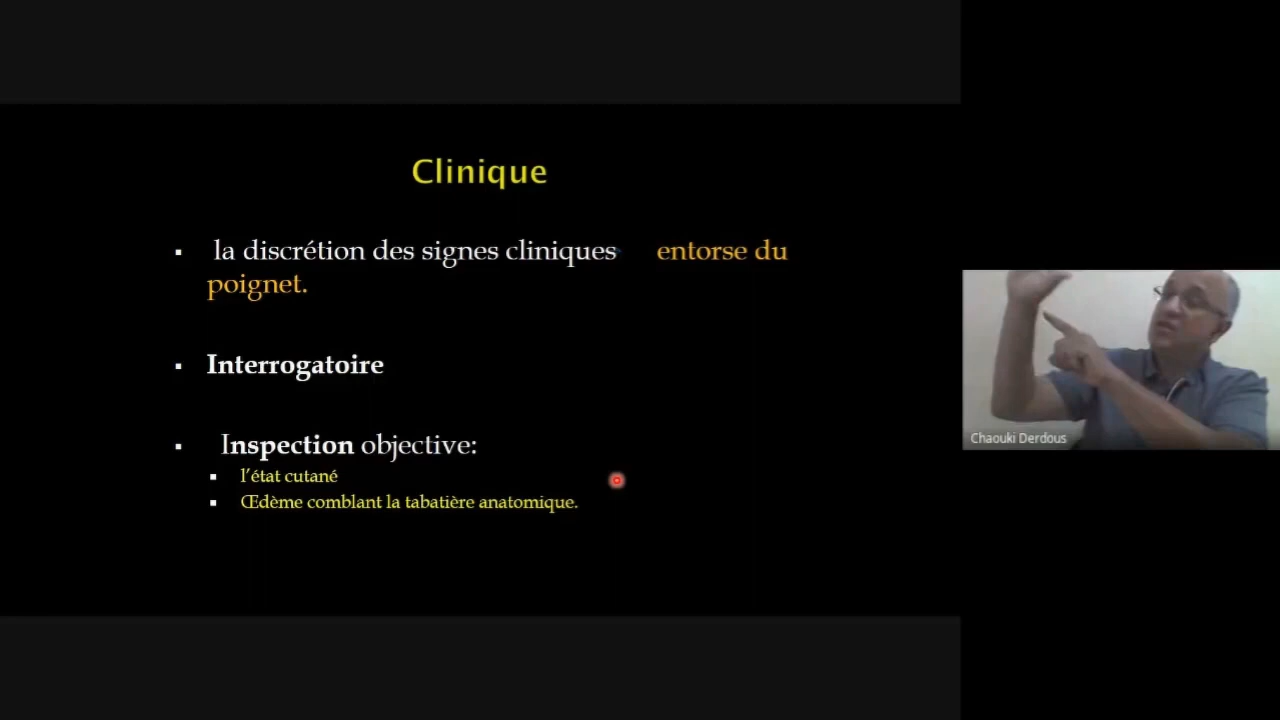 Clinique
la discrétion des signes cliniques entorse du
poignet.
Interrogatoire
Inspection objective:
l'état cutané
Œdème comblant la tabatière anatomique.
Chaouki Derdous